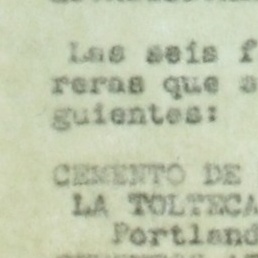 Las seis f
reras que s
guientes:
CEMENTO DE
LA TOLTECA
Portland